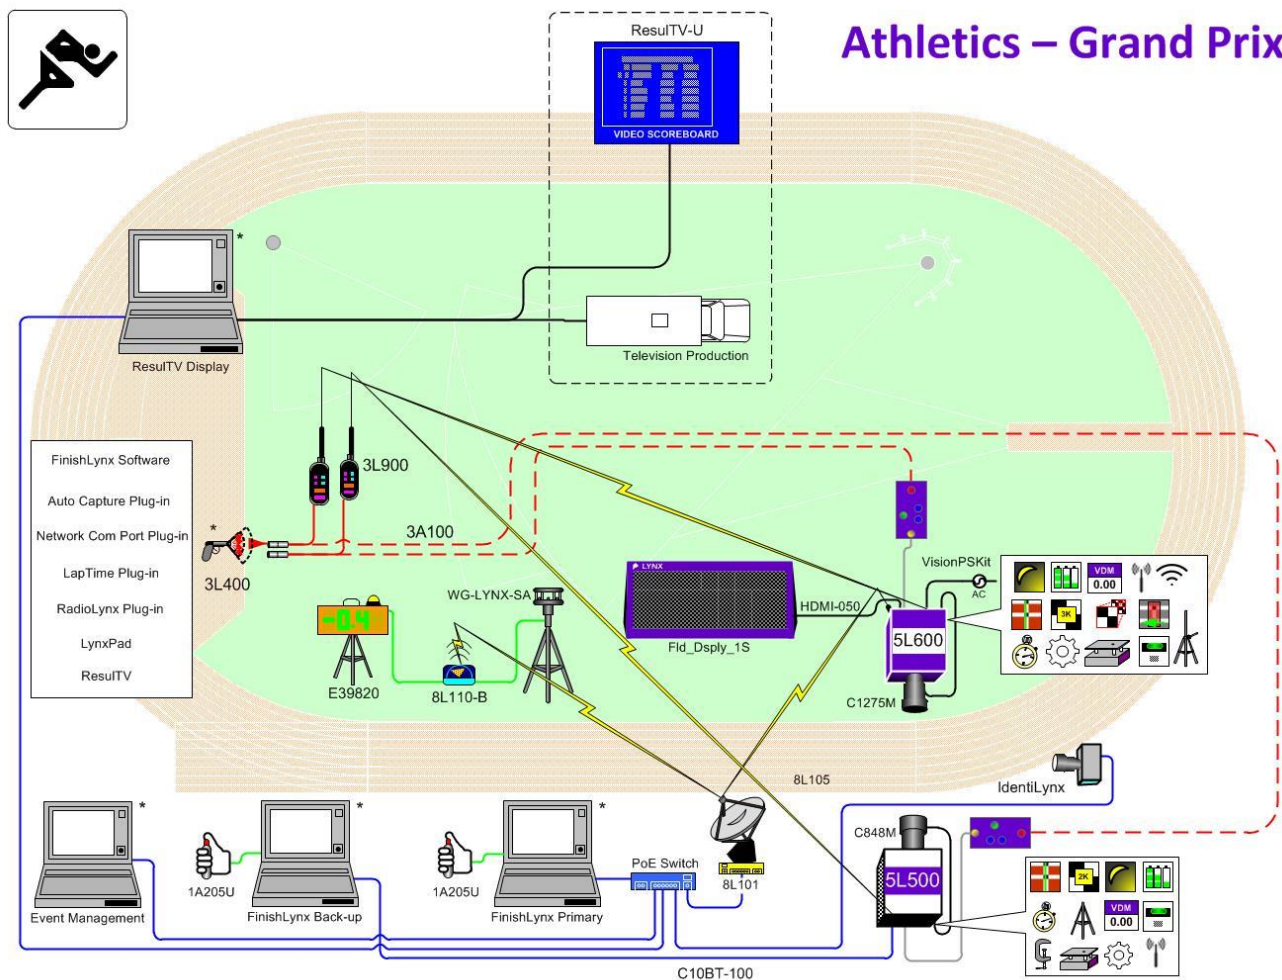 Athletics – Grand Prix
ResulTV-U
VIDEO SCOREBOARD
*
ResulTV Display
Television Production
FinishLynx Software
Auto Capture Plug-in
Network Com Port Plug-in
LapTime Plug-in
RadioLynx Plug-in
LynxPad
ResulTV
3L900
*
3L400
3A100
WG-LYNX-SA
-0.4
E39820
8L110-B
LYNX
Fld_Dsply_1S
HDMI-050
VisionPSKit
AC
5L600
C1275M
VDM
0.00
3K
8L105
IdentiLynx
*
Event Management
1A205U
*
FinishLynx Back-up
1A205U
*
FinishLynx Primary
PoE Switch
8L101
C848M
5L500
2K
VDM
0.00
C10BT-100